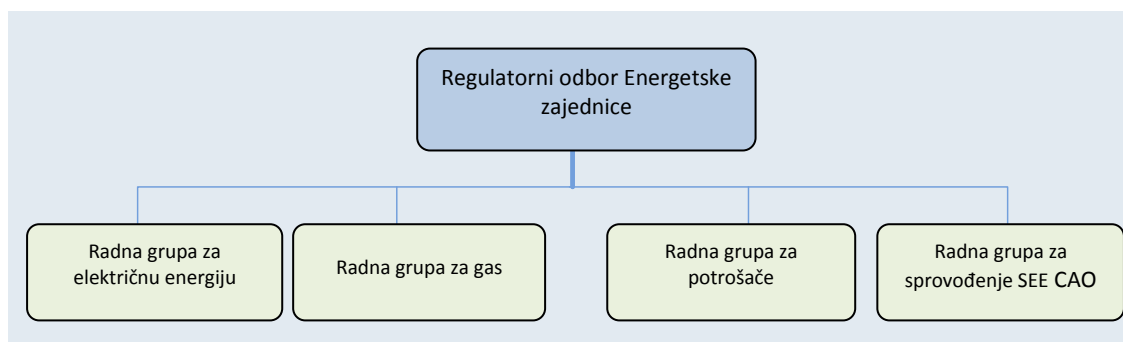 Regulatorni odbor Energetske
zajednice
Radna grupa za
električnu energiju
Radna grupa za gas
Radna grupa za
potrošače
Radna grupa za
sprovođenje SEE CAO